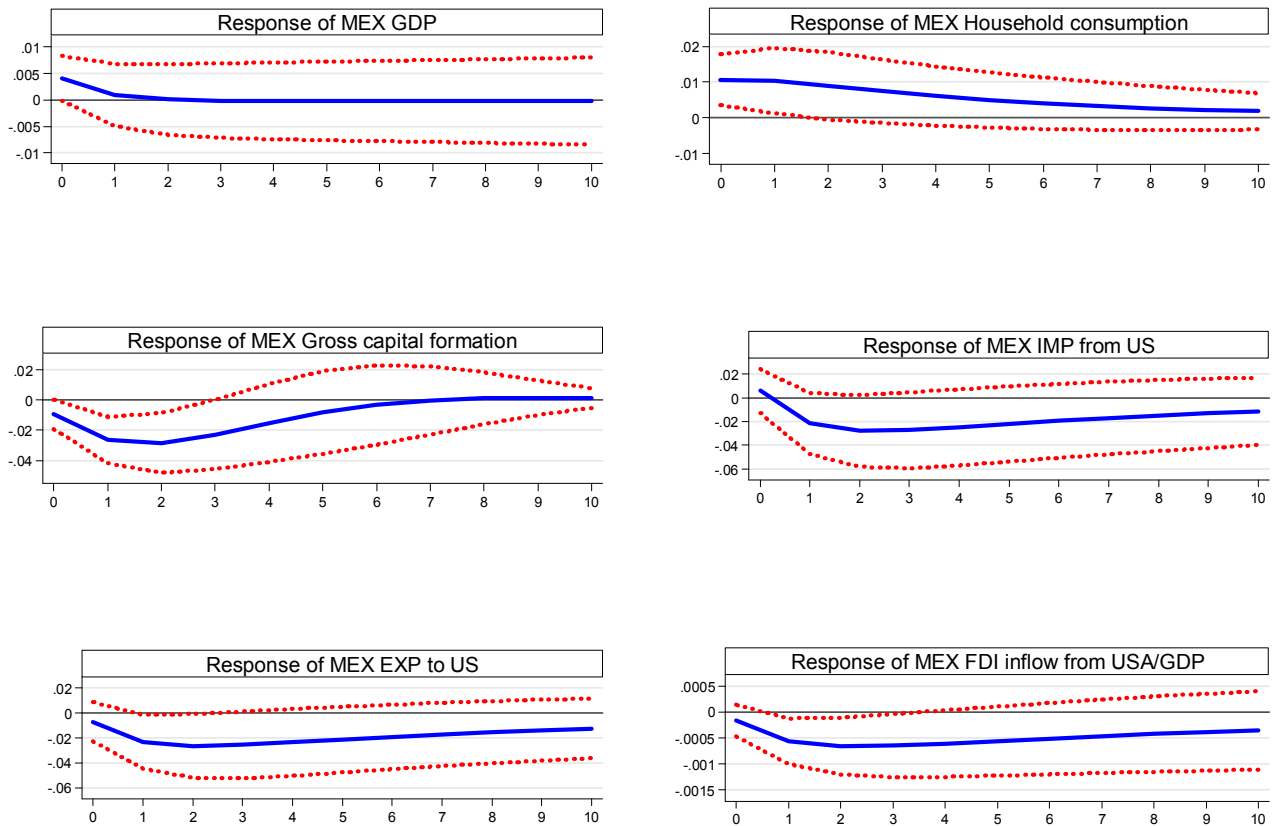 Response of MEX GDP
.01
.005
0
-.005
-.01
0 1 2 3 4 5 6 7 8 9 10
Response of MEX Household consumption
.02
.01
0
-.01
0 1 2 3 4 5 6 7 8 9 10
Response of MEX Gross capital formation
.02
0
-.02
-.04
0 1 2 3 4 5 6 7 8 9 10
Response of MEX IMP from US
.02
0
-.02
-.04
-.06
0 1 2 3 4 5 6 7 8 9 10
Response of MEX EXP to US
.02
0
-.02
-.04
-.06
0 1 2 3 4 5 6 7 8 9 10
Response of MEX FDI inflow from USA/GDP
.0005
0
-.0005
-.001
-.0015
0 1 2 3 4 5 6 7 8 9 10